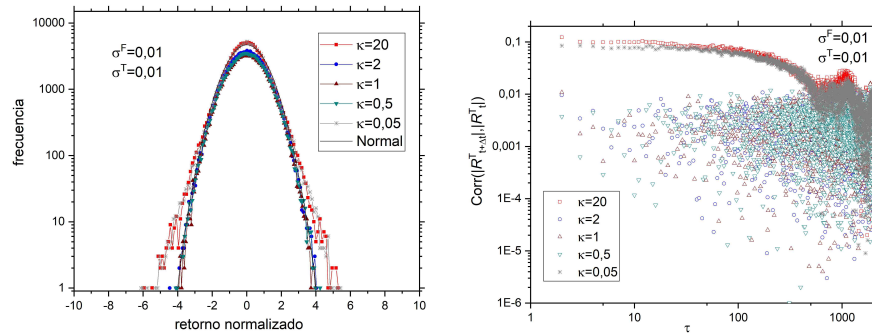 10000
1000
100
10
1
frecuencia
σF=0,01
σT=0,01
κ=20
κ=2
κ=1
κ=0,5
κ=0,05
Normal
-10 -8 -6 -4 -2 0 2 4 6 8 10
retorno normalizado
0,1
0,01
0,001
1E-4
1E-5
1E-6
Corr(|RTt+Δt|,|RTt|)
σF=0,01
σT=0,01
κ=20
κ=2
κ=1
κ=0,5
κ=0,05
1 10 100 1000
τ